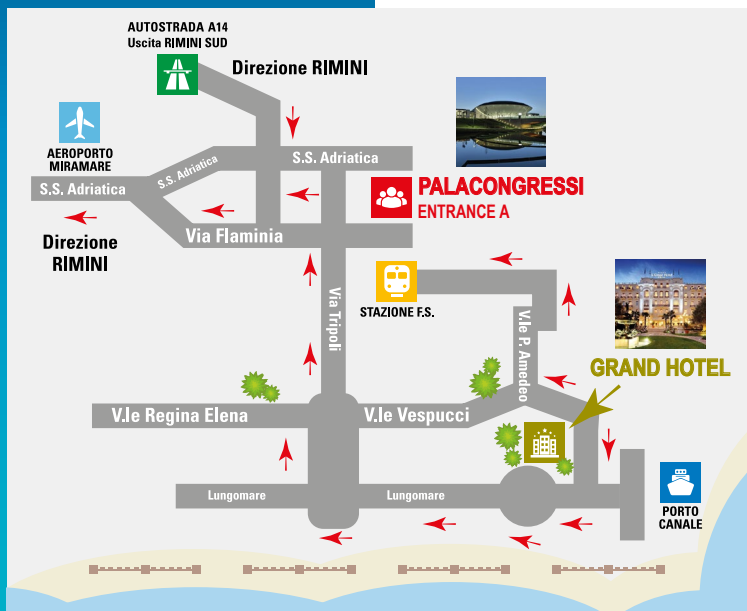 AUTOSTRADA A14
Uscita RIMINI SUD
Direzione RIMINI
AEROPORTO
MIRAMARE
S.S. Adriatica
S.S. Adriatica
S.S. Adriatica
PALACONGRESSI
ENTRANCE A
Direzione
RIMINI
Via Flaminia
Via Tripoli
STAZIONE F.S.
V.le P. Amedeo
GRAND HOTEL
V.le Regina Elena
V.le Vespucci
Lungomare
Lungomare
PORTO
CANALE